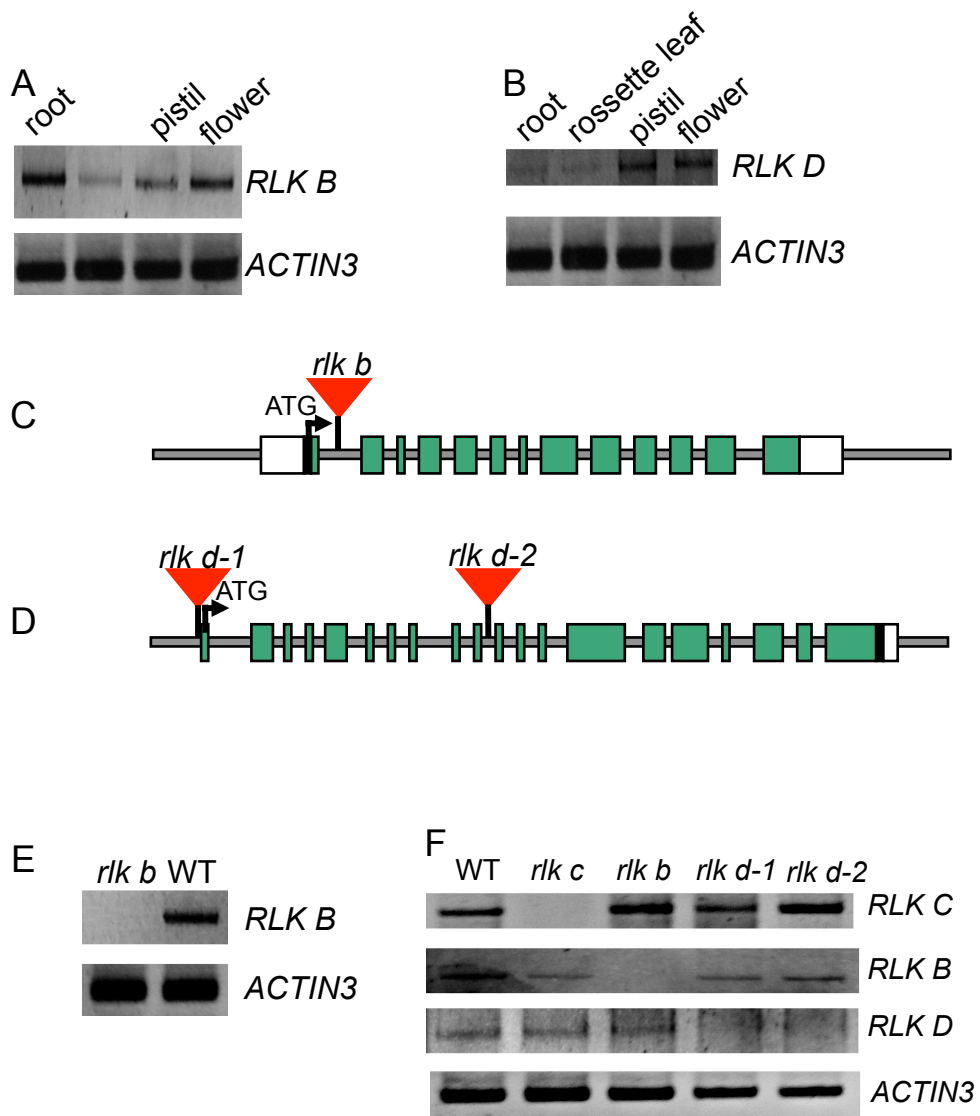 A
root pistil flower
RLK B
ACTIN3
B
root rossette leaf pistil flower
RLK D
ACTIN3
C
rlk b
ATG
D
rlk d-1
ATG
rlk d-2
E
rlk b WT
RLK B
ACTIN3
F
WT rlk c rlk b rlk d-1 rlk d-2
RLK C
RLK B
RLK D
ACTIN3